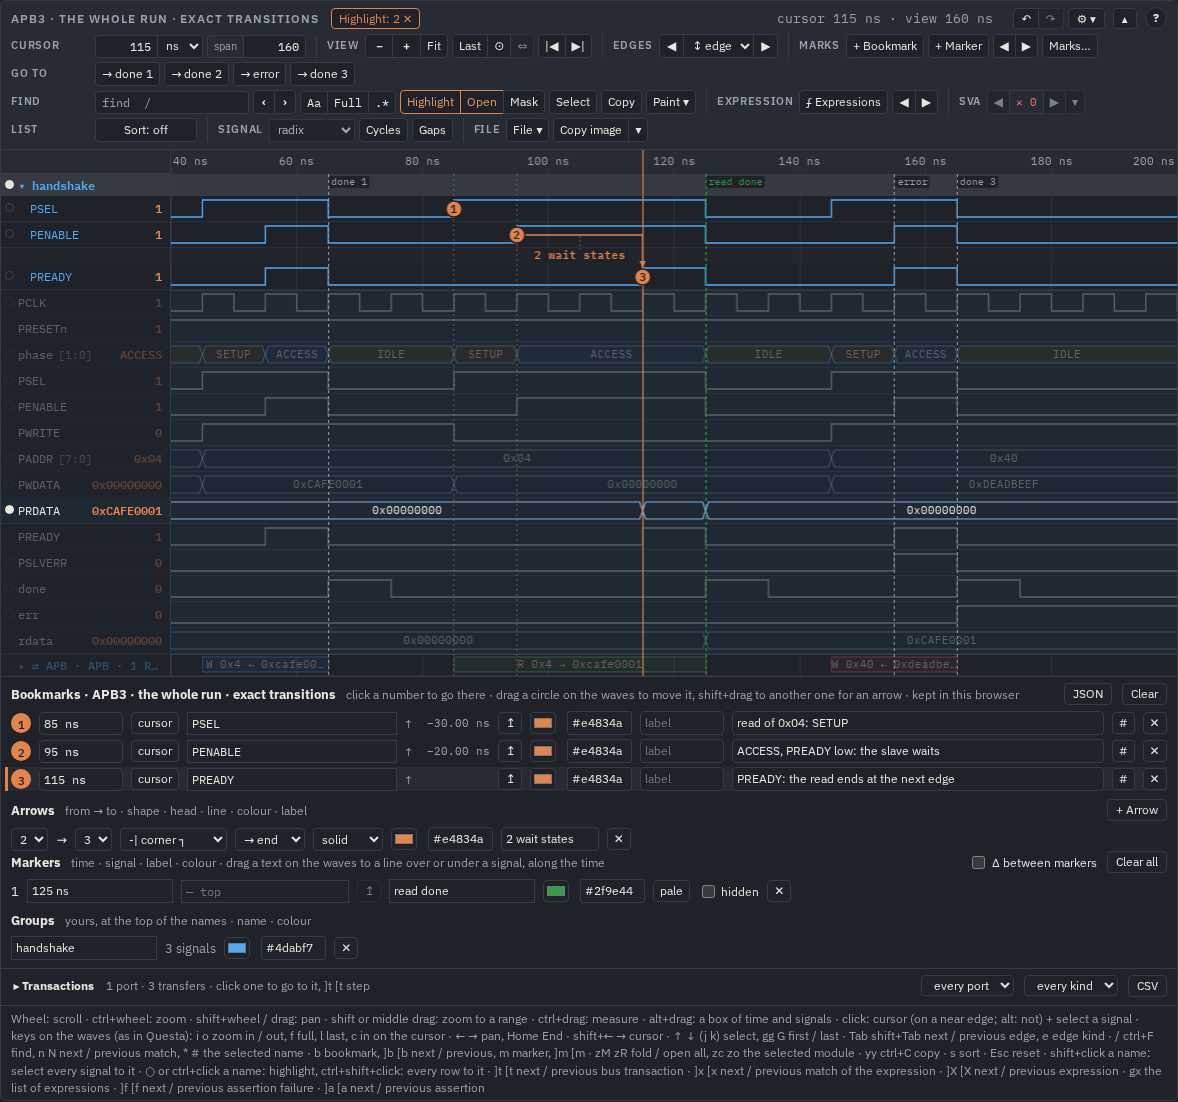 APB3 · THE WHOLE RUN · EXACT TRANSITIONS Highlight: 2 ✕ cursor 115 ns · view 160 ns ↶ ↷ ⚙ ▾ ▴ ?
CURSOR 115 ns span 160 VIEW − + Fit Last ⊙ ⇔ |◀ ▶| EDGES ◀ ↕ edge ▶ MARKS + Bookmark + Marker ◀ ▶ Marks…
GO TO → done 1 → done 2 → error → done 3
FIND find / ‹ › Aa Full .* Highlight Open Mask Select Copy Paint ▾ EXPRESSION ƒ Expressions ◀ ▶ SVA ◀ ✕ 0 ▶ ▾
LIST Sort: off SIGNAL radix Cycles Gaps FILE File ▾ Copy image ▾
40 ns 60 ns 80 ns 100 ns 120 ns 140 ns 160 ns 180 ns 200 ns
▾ handshake done 1 read done error done 3
PSEL 1 1
PENABLE 1 2
2 wait states
PREADY 1 3
PCLK 1
PRESETn 1
phase [1:0] ACCESS SETUP ACCESS IDLE SETUP ACCESS IDLE SETUP ACCESS IDLE
PSEL 1
PENABLE 1
PWRITE 0
PADDR [7:0] 0x04 0x04 0x40
PWDATA 0x00000000 0xCAFE0001 0x00000000 0xDEADBEEF
PRDATA 0xCAFE0001 0x00000000 0x00000000
PREADY 1
PSLVERR 0
done 0
err 0
rdata 0x00000000 0x00000000 0xCAFE0001
▸ ⇄ APB · APB · 1 R… W 0x4 ← 0xcafe00… R 0x4 → 0xcafe0001 W 0x40 ← 0xdeadbe…
Bookmarks · APB3 · the whole run · exact transitions click a number to go there · drag a circle on the waves to move it, shift+drag to another one for an arrow · kept in this browser JSON Clear
1 85 ns cursor PSEL ↑ −30.00 ns ↥ #e4834a label read of 0x04: SETUP # ✕
2 95 ns cursor PENABLE ↑ −20.00 ns ↥ #e4834a label ACCESS, PREADY low: the slave waits # ✕
3 115 ns cursor PREADY ↑ ↥ #e4834a label PREADY: the read ends at the next edge # ✕
Arrows from → to · shape · head · line · colour · label + Arrow
2 → 3 -| corner ┐ → end solid #e4834a 2 wait states ✕
Markers time · signal · label · colour · drag a text on the waves to a line over or under a signal, along the time Δ between markers Clear all
1 125 ns — top ↥ read done #2f9e44 pale hidden ✕
Groups yours, at the top of the names · name · colour
handshake 3 signals #4dabf7 ✕
▸ Transactions 1 port · 3 transfers · click one to go to it, ]t [t step every port every kind CSV
Wheel: scroll · ctrl+wheel: zoom · shift+wheel / drag: pan · shift or middle drag: zoom to a range · ctrl+drag: measure · alt+drag: a box of time and signals · click: cursor (on a near edge; alt: not) + select a signal ·
keys on the waves (as in Questa): i o zoom in / out, f full, l last, c in on the cursor · ←→ pan, Home End · shift+←→ cursor · ↑ ↓ (j k) select, gg G first / last · Tab shift+Tab next / previous edge, e edge kind · / ctrl+F
find, n N next / previous match, * # the selected name · b bookmark, ]b [b next / previous, m marker, ]m [m · zM zR fold / open all, zc zo the selected module · yy ctrl+C copy · s sort · Esc reset · shift+click a name:
select every signal to it · ○ or ctrl+click a name: highlight, ctrl+shift+click: every row to it · ]t [t next / previous bus transaction · ]x [x next / previous match of the expression · ]X [X next / previous expression · gx the
list of expressions · ]f [f next / previous assertion failure · ]a [a next / previous assertion